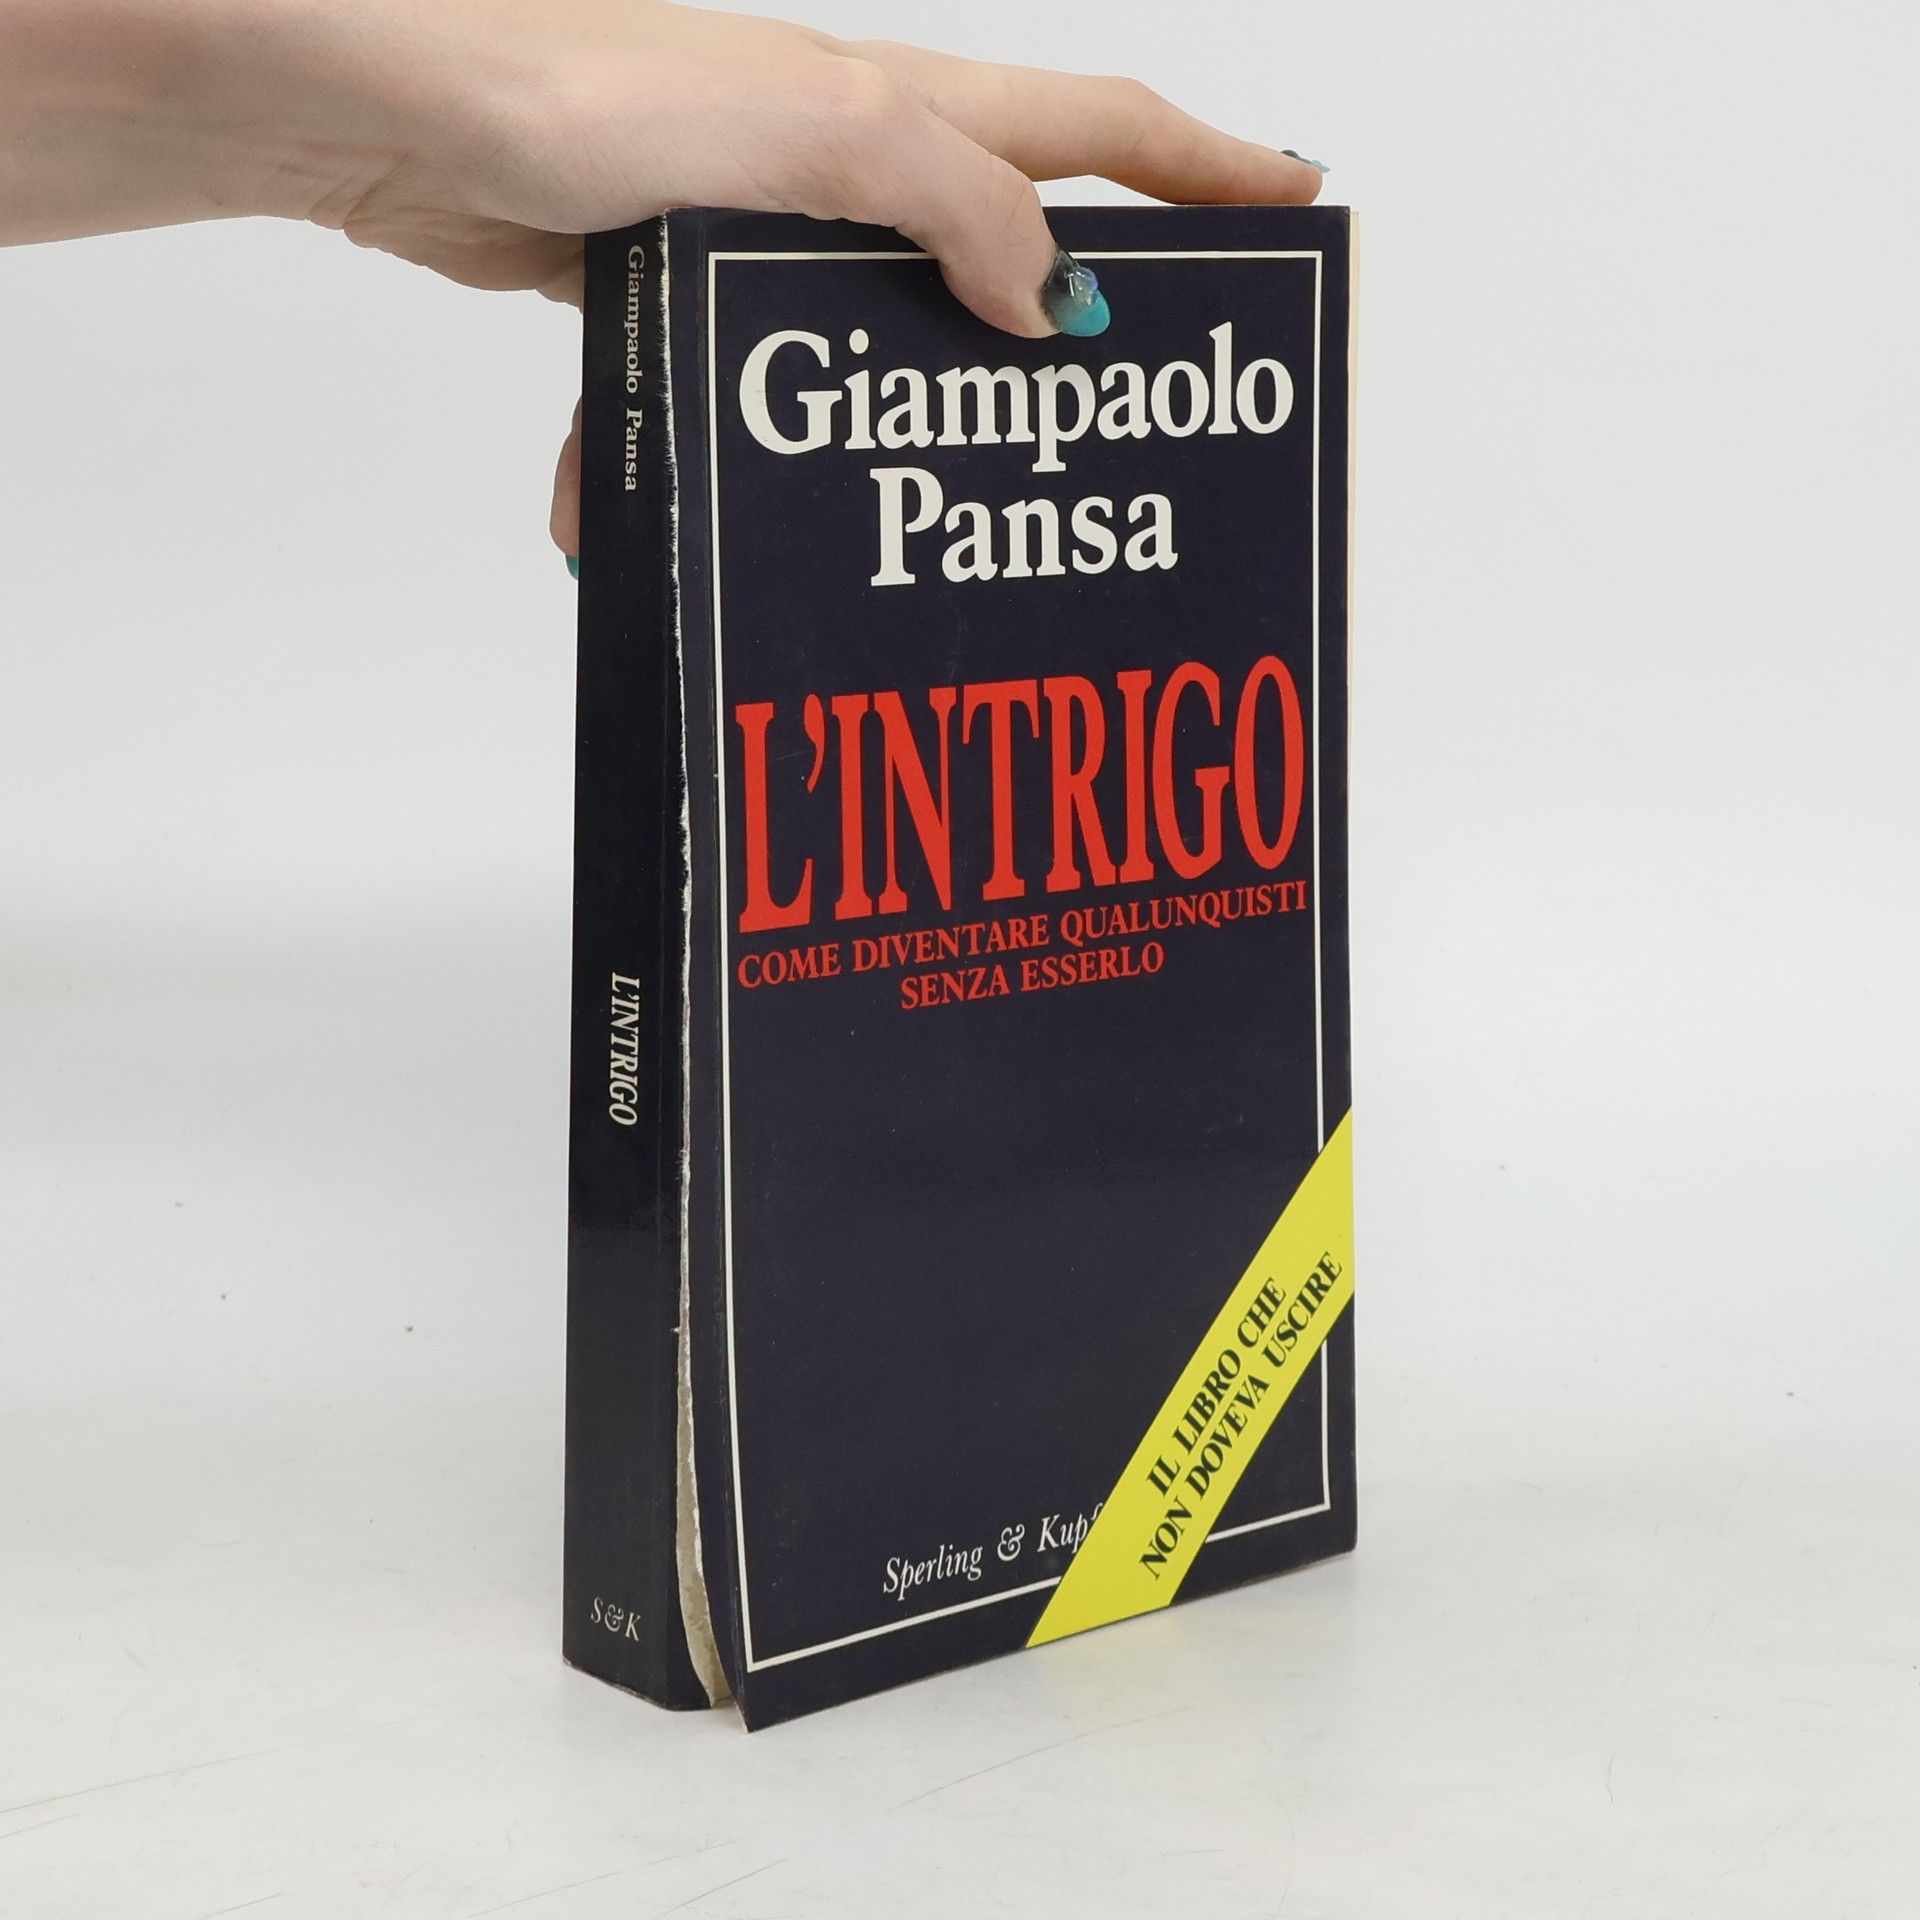 Giampaolo Pansa
L'INTRIGO
S&K
Giampaolo
Pansa
L'INTRIGO
COME DIVENTARE QUALUNQUISTI
SENZA ESSERLO
IL LIBRO CHE
NON DOVEVA USCIRE
Sperling &